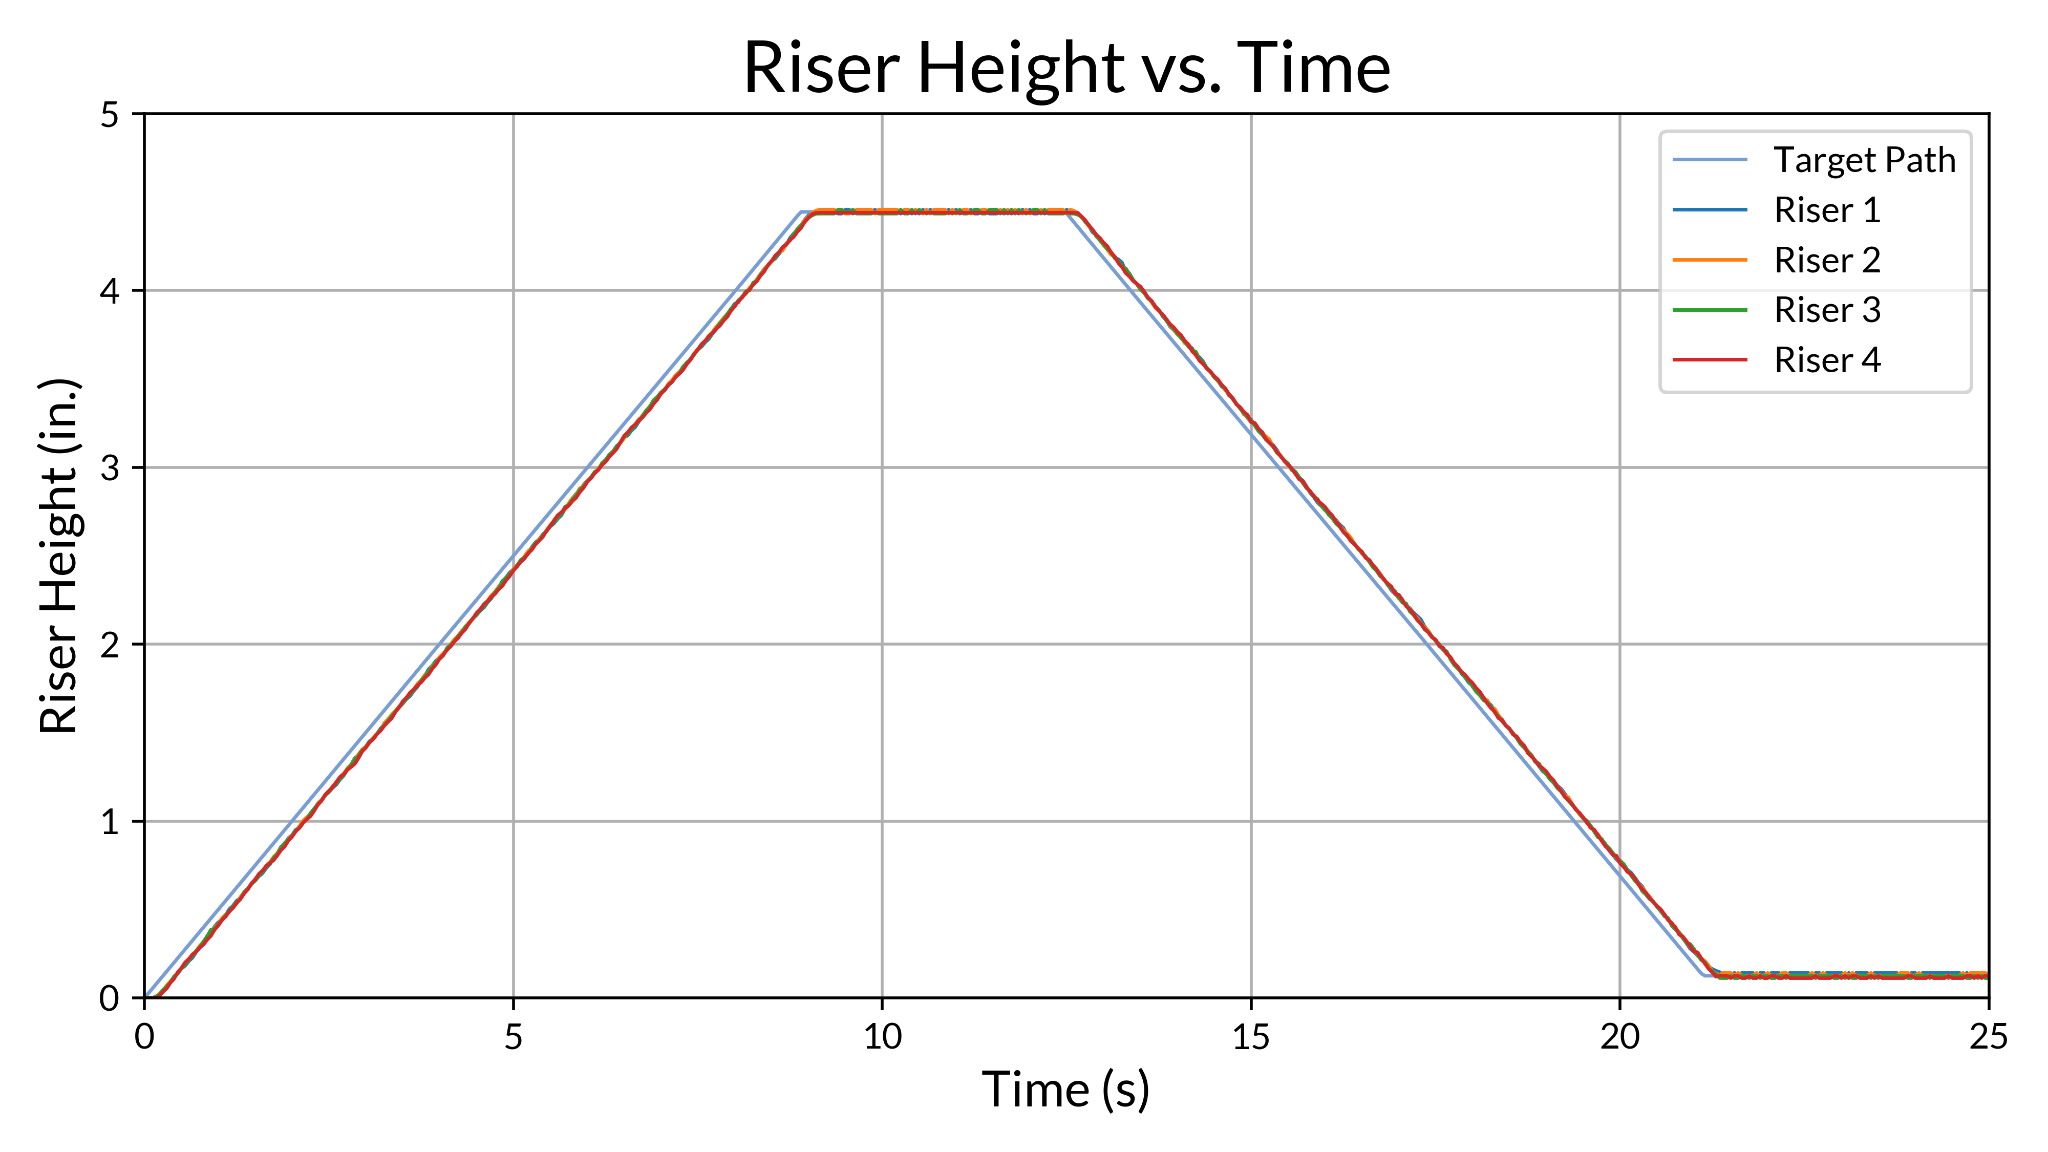 Riser Height vs. Time
Riser Height (in.)
5
4
3
2
1
0
0 5 10 15 20 25
Time (s)
Target Path
Riser 1
Riser 2
Riser 3
Riser 4